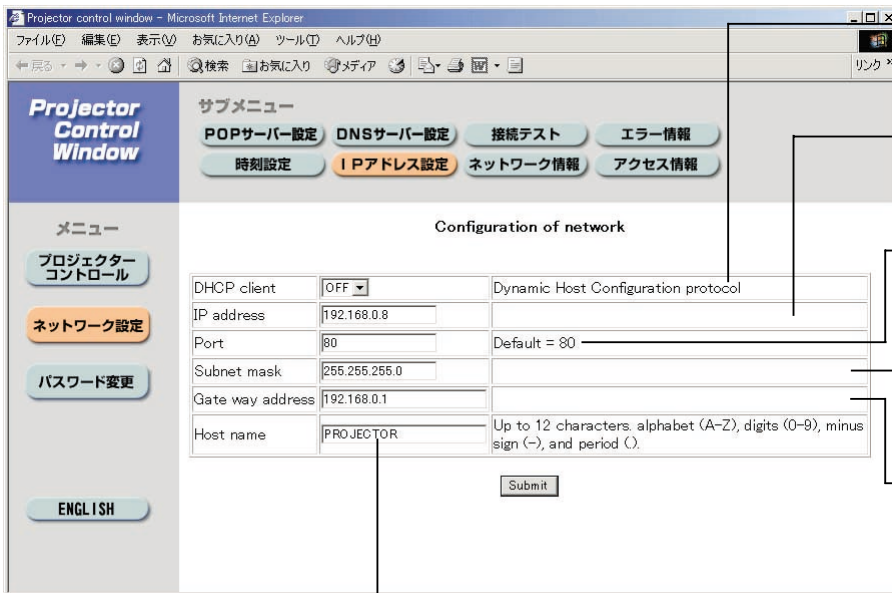 Projector control window - Microsoft Internet Explorer
ファイル(F) 編集(E) 表示(V) お気に入り(A) ツール(T) ヘルプ(H)
戻る 検索 お気に入り メディア リンク »
Projector
Control
Window
サブメニュー
POPサーバー設定 DNSサーバー設定 接続テスト エラー情報
時刻設定 IPアドレス設定 ネットワーク情報 アクセス情報
メニュー
プロジェクター
コントロール
ネットワーク設定
パスワード変更
ENGLISH
Configuration of network
DHCP client OFF Dynamic Host Configuration protocol
IP address 192.168.0.8
Port 80 Default = 80
Subnet mask 255.255.255.0
Gate way address 192.168.0.1
Host name PROJECTOR Up to 12 characters. alphabet (A-Z), digits (0-9), minus
sign (-), and period (.).
Submit